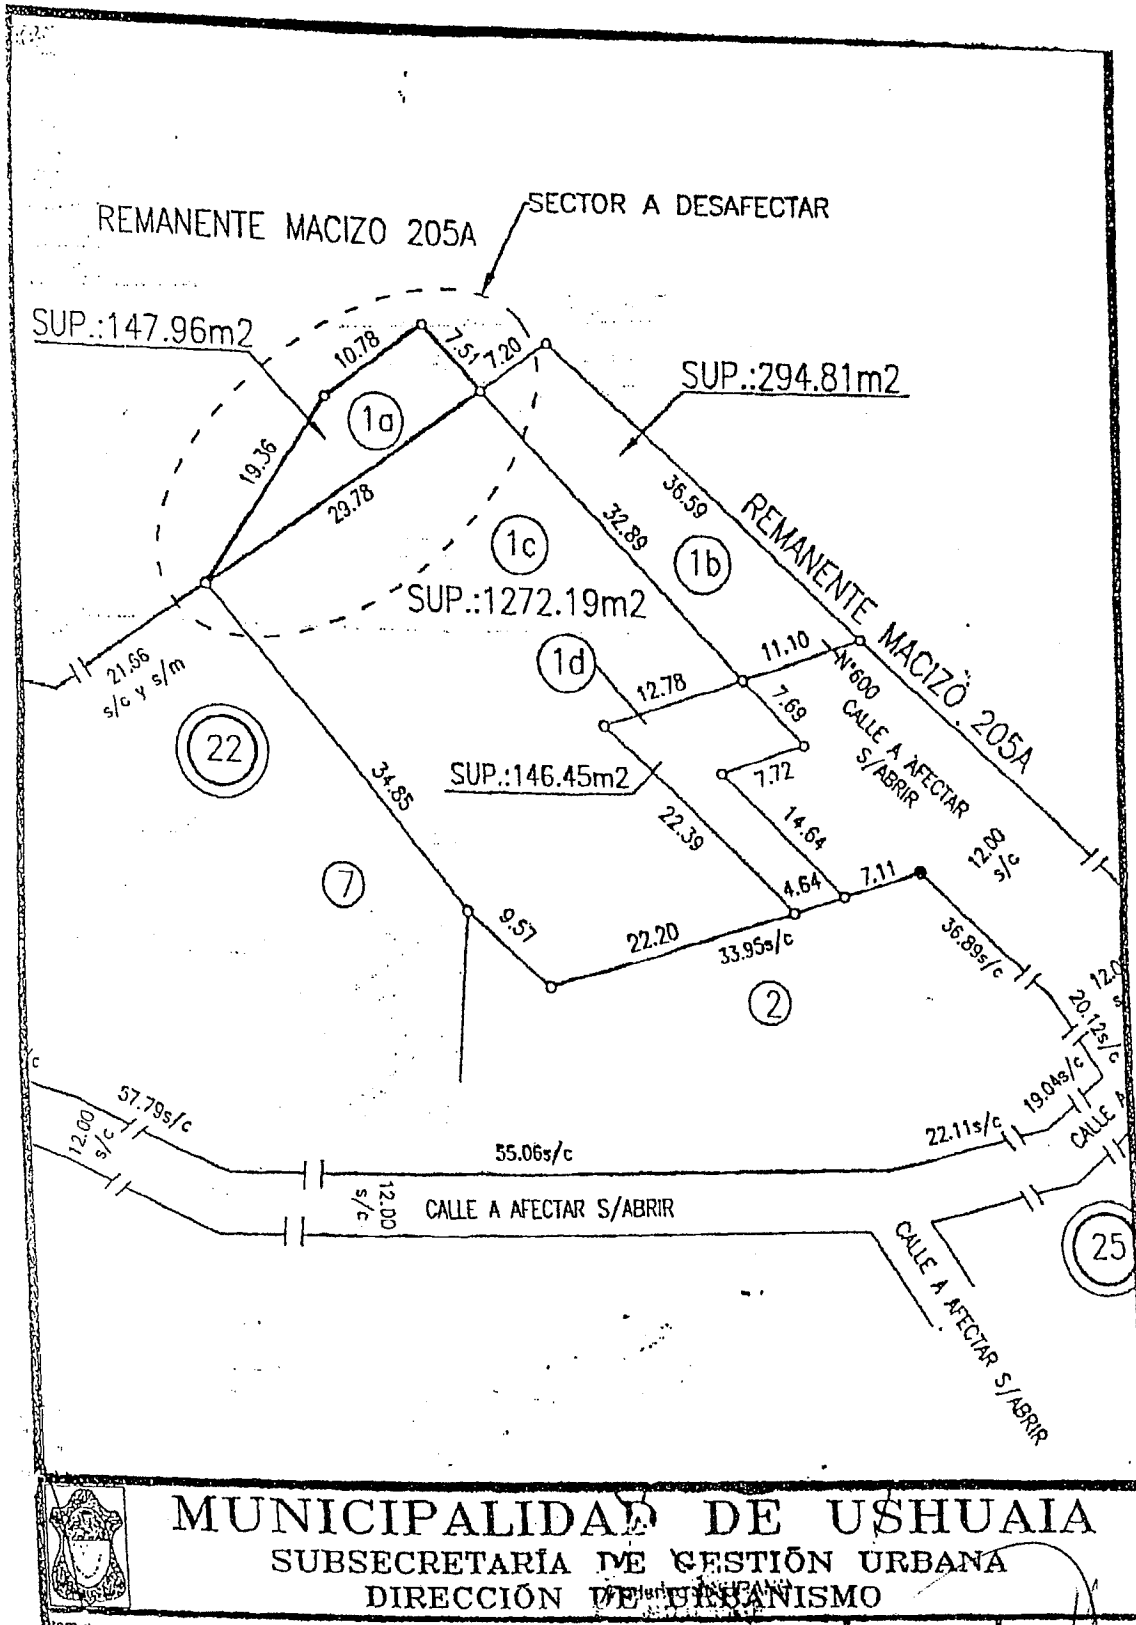 SECTOR A DESAFECTAR
REMANENTE MACIZO 205A
SUP.:147.96m2
10.78
7.51
7.20
SUP.:294.81m2
1a
19.36
29.78
36.59
32.89
REMANENTE MACIZO 205A
1c
1b
SUP.:1272.19m2
1d
11.10
12.78
N°600
CALLE A AFECTAR
S/ABRIR
21.66
s/c y s/m
7.69
22
34.85
SUP.:146.45m2
7.72
22.39
14.64
12.00
s/c
7
4.64
7.11
9.57
22.20
33.95s/c
36.89s/c
2
12.0
20.12s/c
19.04s/c
57.79s/c
12.00
s/c
22.11s/c
CALLE A
55.06s/c
12.00
s/c
CALLE A AFECTAR S/ABRIR
25
CALLE A AFECTAR S/ABRIR
MUNICIPALIDAD DE USHUAIA
SUBSECRETARÍA DE GESTIÓN URBANA
DIRECCIÓN DE URBANISMO